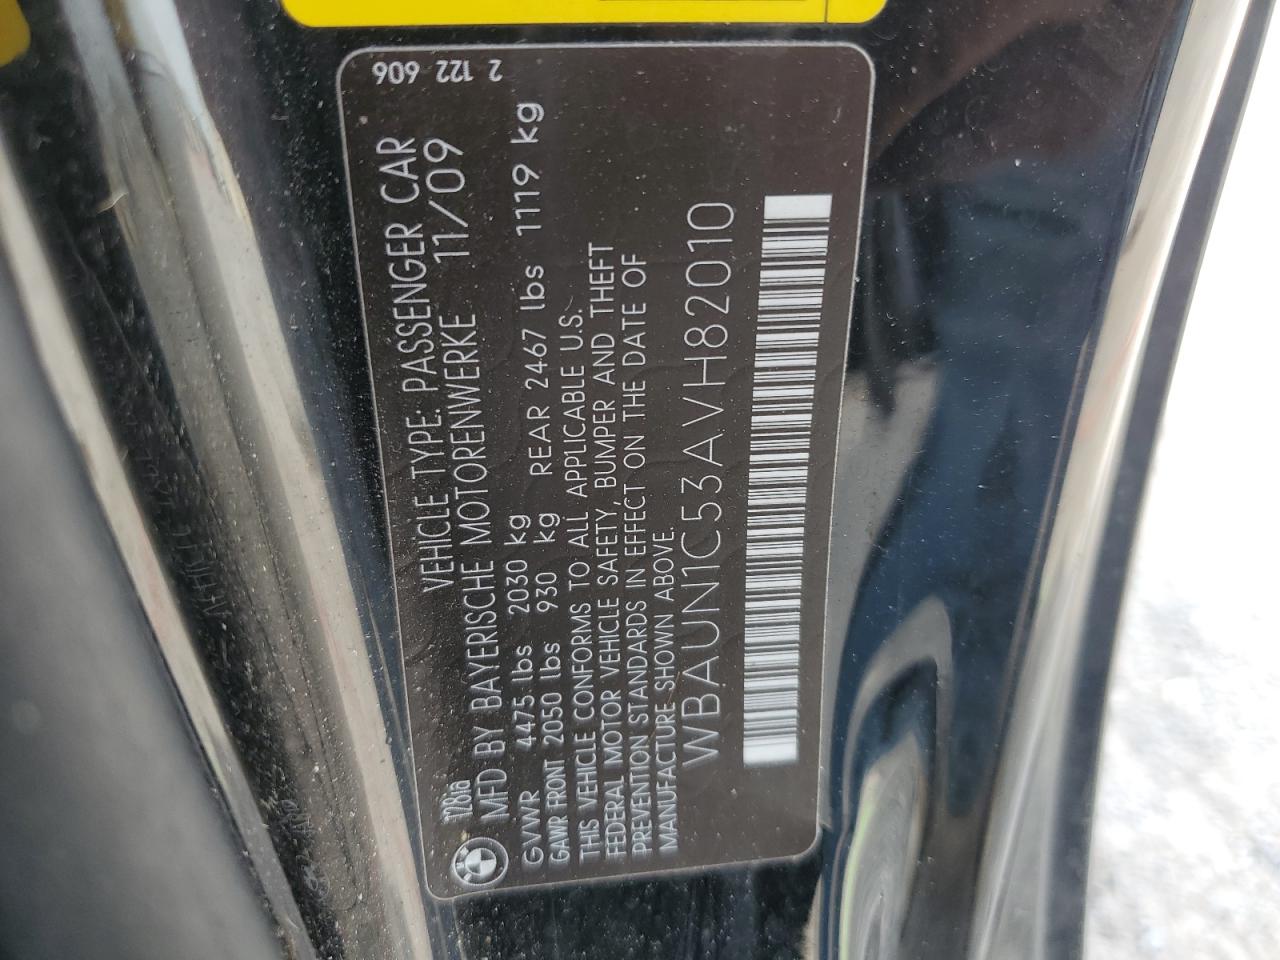 2 122 606
VEHICLE TYPE: PASSENGER CAR
128i6
MFD BY BAYERISCHE MOTORENWERKE 11/09
GVWR 4475 lbs 2030 kg
GAWR FRONT 2050 lbs 930 kg REAR 2467 lbs 1119 kg
THIS VEHICLE CONFORMS TO ALL APPLICABLE U.S.
FEDERAL MOTOR VEHICLE SAFETY, BUMPER AND THEFT
PREVENTION STANDARDS IN EFFECT ON THE DATE OF
MANUFACTURE SHOWN ABOVE.
WBAUN1C53AVH82010